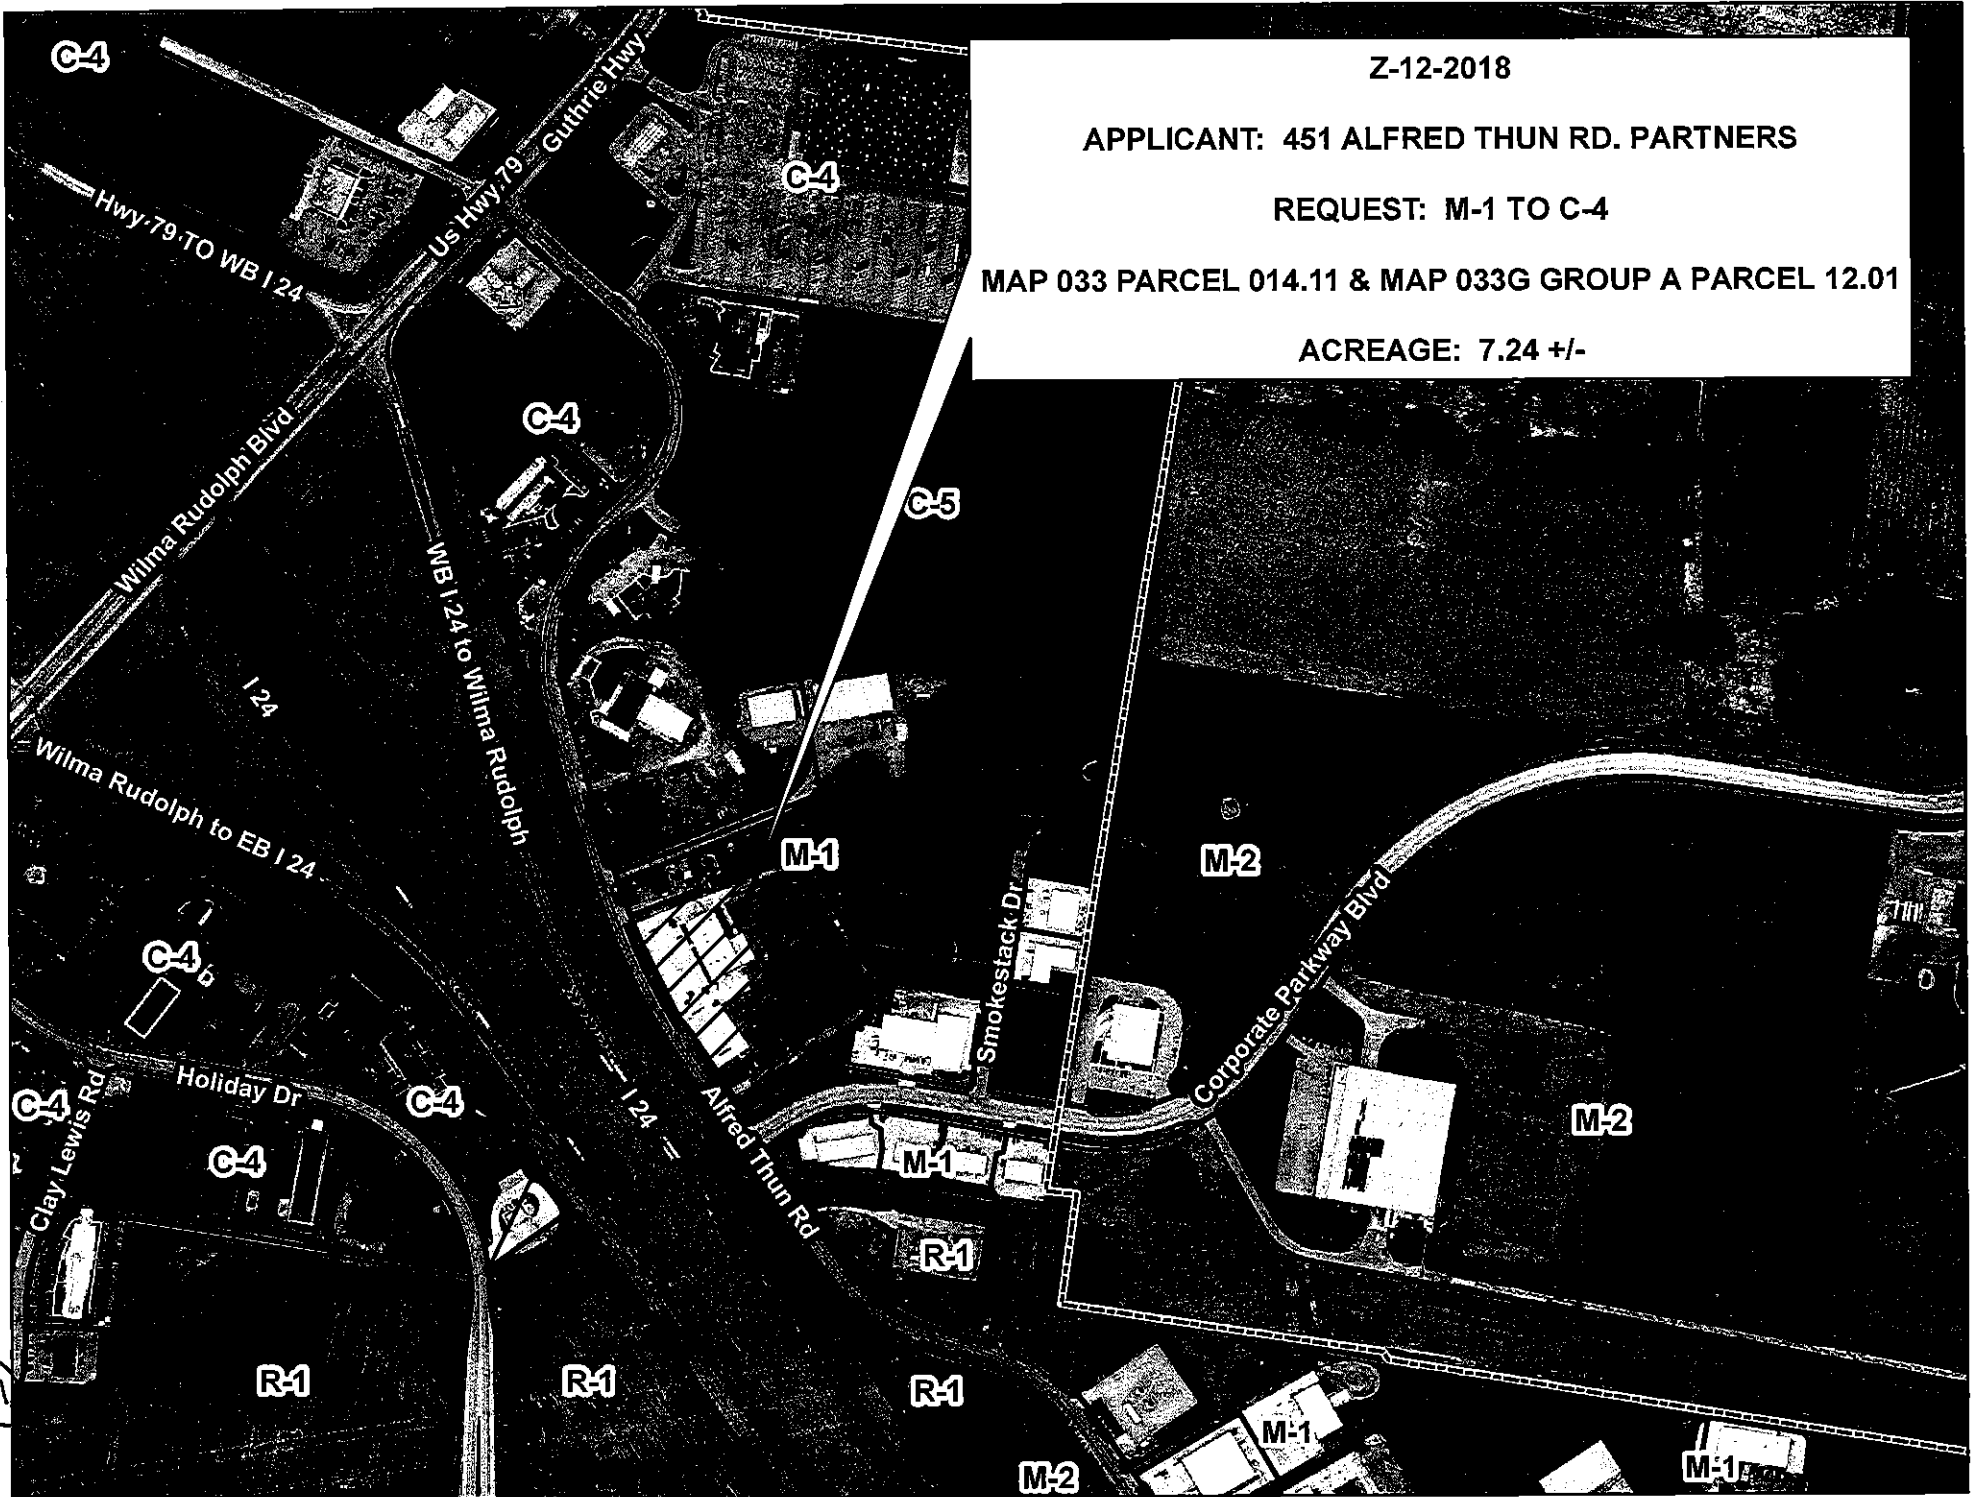 Z-12-2018
APPLICANT: 451 ALFRED THUN RD. PARTNERS
REQUEST: M-1 TO C-4
MAP 033 PARCEL 014.11 & MAP 033G GROUP A PARCEL 12.01
ACREAGE: 7.24 +/-
C-4
Us Hwy 79
Guthrie Hwy
C-4
Hwy 79 TO WB I 24
C-4
Wilma Rudolph Blvd
C-5
WB I 24 to Wilma Rudolph
I 24
Wilma Rudolph to EB I 24
M-1
M-2
Smokestack Dr
Corporate Parkway Blvd
C-4
Holiday Dr
C-4
C-4
I 24
Alfred Thun Rd
M-2
Clay Lewis Rd
C-4
M-1
R-1
R-1
R-1
R-1
M-1
M-2
M-1